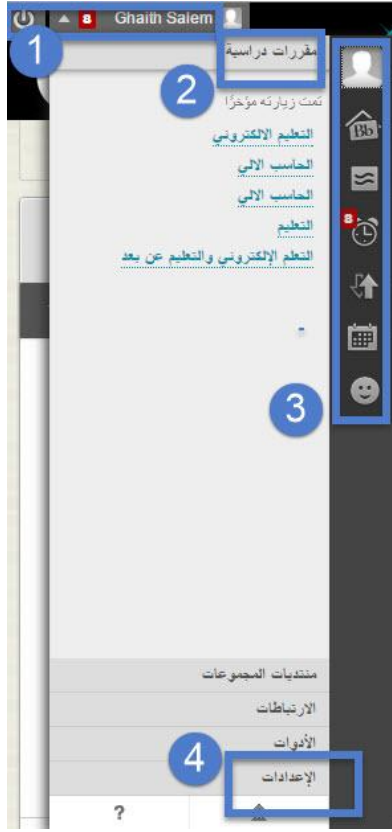 8 Ghaith Salem
1
مقررات دراسية
2
تمت زيارته مؤخرًا
التعليم الالكتروني
الحاسب الالي
الحاسب الالي
التعليم
التعلم الإلكتروني والتعليم عن بعد
Bb
8
3
منتديات المجموعات
الارتباطات
الأدوات
4
الإعدادات
?